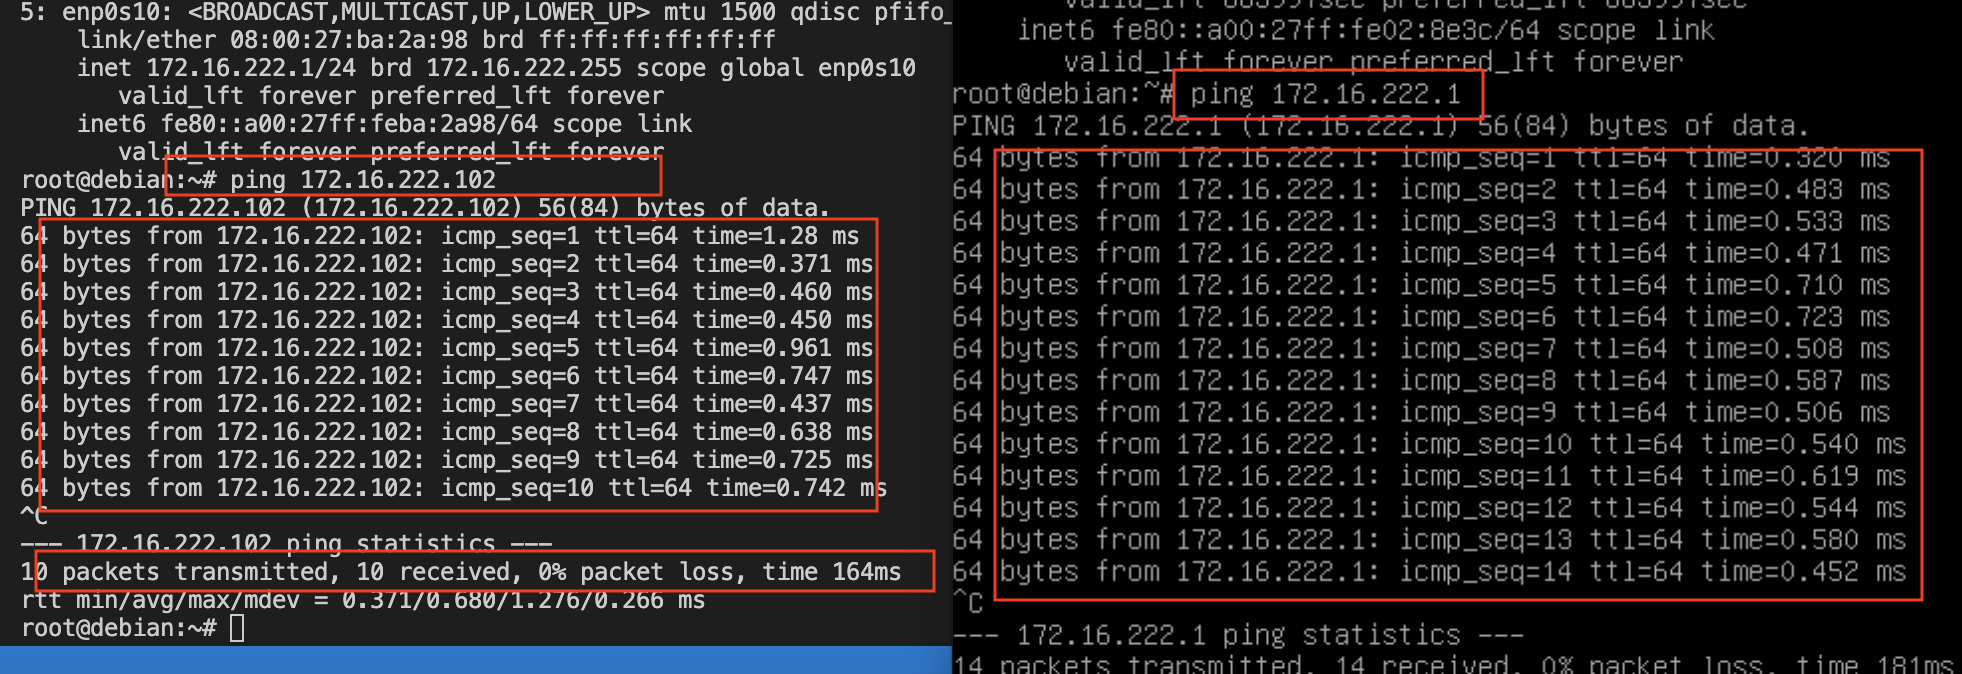 5: enp0s10: <BROADCAST,MULTICAST,UP,LOWER_UP> mtu 1500 qdisc pfifo_
link/ether 08:00:27:ba:2a:98 brd ff:ff:ff:ff:ff:ff
inet 172.16.222.1/24 brd 172.16.222.255 scope global enp0s10
valid_lft forever preferred_lft forever
inet6 fe80::a00:27ff:feba:2a98/64 scope link
valid_lft forever preferred_lft forever
root@debian:~# ping 172.16.222.102
PING 172.16.222.102 (172.16.222.102) 56(84) bytes of data.
64 bytes from 172.16.222.102: icmp_seq=1 ttl=64 time=1.28 ms
64 bytes from 172.16.222.102: icmp_seq=2 ttl=64 time=0.371 ms
64 bytes from 172.16.222.102: icmp_seq=3 ttl=64 time=0.460 ms
64 bytes from 172.16.222.102: icmp_seq=4 ttl=64 time=0.450 ms
64 bytes from 172.16.222.102: icmp_seq=5 ttl=64 time=0.961 ms
64 bytes from 172.16.222.102: icmp_seq=6 ttl=64 time=0.747 ms
64 bytes from 172.16.222.102: icmp_seq=7 ttl=64 time=0.437 ms
64 bytes from 172.16.222.102: icmp_seq=8 ttl=64 time=0.638 ms
64 bytes from 172.16.222.102: icmp_seq=9 ttl=64 time=0.725 ms
64 bytes from 172.16.222.102: icmp_seq=10 ttl=64 time=0.742 ms
^C
--- 172.16.222.102 ping statistics ---
10 packets transmitted, 10 received, 0% packet loss, time 164ms
rtt min/avg/max/mdev = 0.371/0.680/1.276/0.266 ms
root@debian:~#
valid_lft 86399sec preferred_lft 86399sec
inet6 fe80::a00:27ff:fe02:8e3c/64 scope link
valid_lft forever preferred_lft forever
root@debian:~# ping 172.16.222.1
PING 172.16.222.1 (172.16.222.1) 56(84) bytes of data.
64 bytes from 172.16.222.1: icmp_seq=1 ttl=64 time=0.320 ms
64 bytes from 172.16.222.1: icmp_seq=2 ttl=64 time=0.483 ms
64 bytes from 172.16.222.1: icmp_seq=3 ttl=64 time=0.533 ms
64 bytes from 172.16.222.1: icmp_seq=4 ttl=64 time=0.471 ms
64 bytes from 172.16.222.1: icmp_seq=5 ttl=64 time=0.710 ms
64 bytes from 172.16.222.1: icmp_seq=6 ttl=64 time=0.723 ms
64 bytes from 172.16.222.1: icmp_seq=7 ttl=64 time=0.508 ms
64 bytes from 172.16.222.1: icmp_seq=8 ttl=64 time=0.587 ms
64 bytes from 172.16.222.1: icmp_seq=9 ttl=64 time=0.506 ms
64 bytes from 172.16.222.1: icmp_seq=10 ttl=64 time=0.540 ms
64 bytes from 172.16.222.1: icmp_seq=11 ttl=64 time=0.619 ms
64 bytes from 172.16.222.1: icmp_seq=12 ttl=64 time=0.544 ms
64 bytes from 172.16.222.1: icmp_seq=13 ttl=64 time=0.580 ms
64 bytes from 172.16.222.1: icmp_seq=14 ttl=64 time=0.452 ms
^C
--- 172.16.222.1 ping statistics ---
14 packets transmitted, 14 received, 0% packet loss, time 181ms